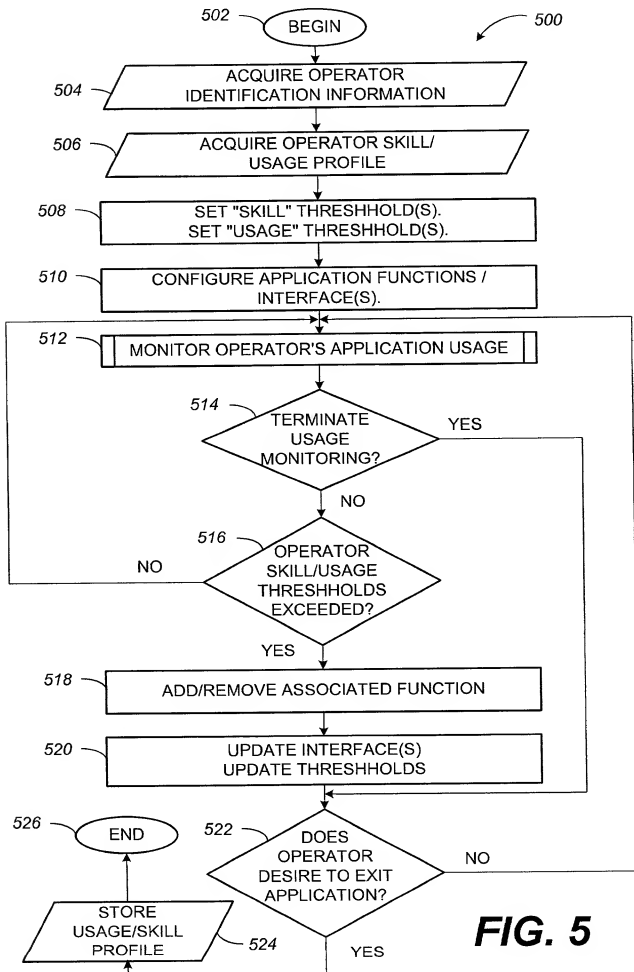 502
BEGIN
500
504
ACQUIRE OPERATOR
IDENTIFICATION INFORMATION
506
ACQUIRE OPERATOR SKILL/
USAGE PROFILE
508
SET "SKILL" THRESHHOLD(S).
SET "USAGE" THRESHHOLD(S).
510
CONFIGURE APPLICATION FUNCTIONS /
INTERFACE(S).
512
MONITOR OPERATOR'S APPLICATION USAGE
514
TERMINATE
USAGE
MONITORING?
YES
NO
516
OPERATOR
SKILL/USAGE
THRESHHOLDS
EXCEEDED?
NO
YES
518
ADD/REMOVE ASSOCIATED FUNCTION
520
UPDATE INTERFACE(S)
UPDATE THRESHHOLDS
526
END
522
DOES
OPERATOR
DESIRE TO EXIT
APPLICATION?
NO
STORE
USAGE/SKILL
PROFILE
524
YES
FIG. 5